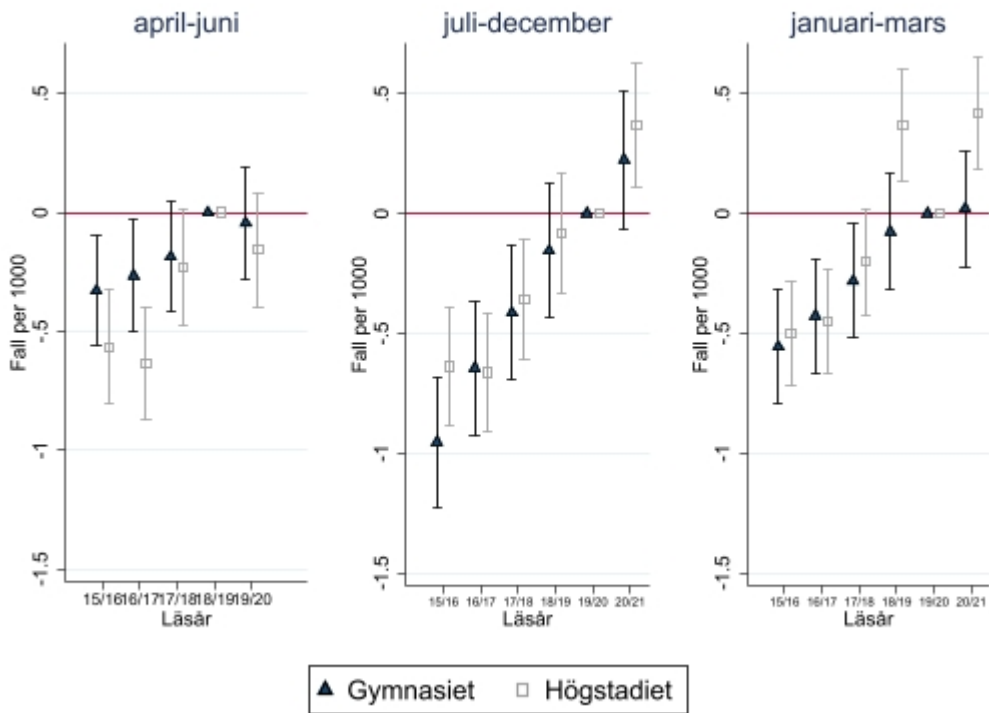 april-juni
Fall per 1000
.5
0
-.5
-1
-1.5
15/16 16/17 17/18 18/19 19/20
Läsår
juli-december
Fall per 1000
.5
0
-.5
-1
-1.5
15/16 16/17 17/18 18/19 19/20 20/21
Läsår
januari-mars
Fall per 1000
.5
0
-.5
-1
-1.5
15/16 16/17 17/18 18/19 19/20 20/21
Läsår
Gymnasiet Högstadiet